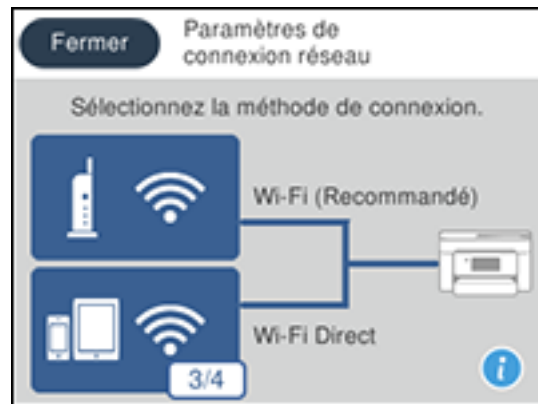 Fermer
Paramètres de
connexion réseau
Sélectionnez la méthode de connexion.
Wi-Fi (Recommandé)
Wi-Fi Direct
3/4
i